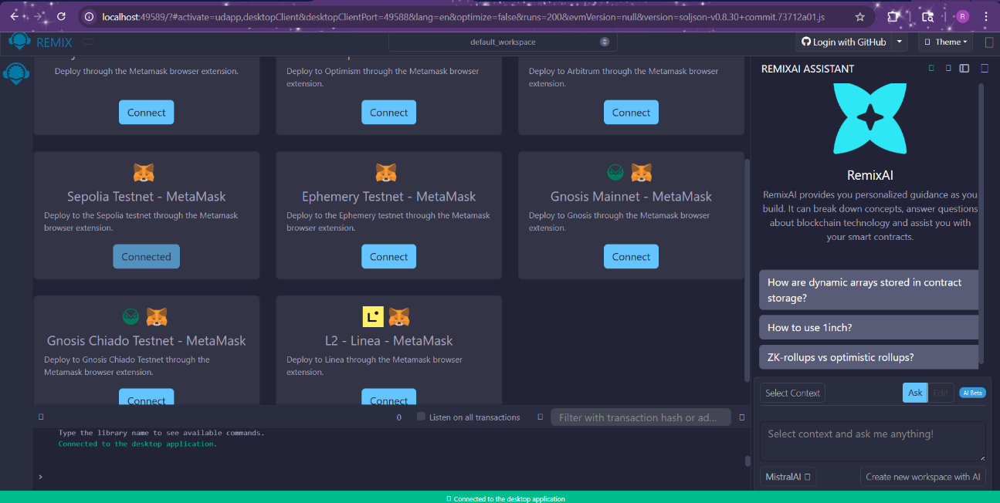 localhost:49589/?#activate=udapp,desktopClient&desktopClientPort=49588&lang=en&optimize=false&runs=200&evmVersion=null&version=soljson-v0.8.30+commit.73712a01.js
R
REMIX
default_workspace
Login with GitHub
Theme
Deploy through the Metamask browser extension.
Connect
Deploy to Optimism through the Metamask browser
extension.
Connect
Deploy to Arbitrum through the Metamask browser
extension.
Connect
Sepolia Testnet - MetaMask
Deploy to the Sepolia testnet through the Metamask
browser extension.
Connected
Ephemery Testnet - MetaMask
Deploy to the Ephemery testnet through the Metamask
browser extension.
Connect
Gnosis Mainnet - MetaMask
Deploy to Gnosis through the Metamask browser
extension.
Connect
Gnosis Chiado Testnet - MetaMask
Deploy to Gnosis Chiado Testnet through the
Metamask browser extension.
Connect
L2 - Linea - MetaMask
Deploy to Linea through the Metamask browser
extension.
Connect
0
Listen on all transactions
Filter with transaction hash or ad...
Type the library name to see available commands.
Connected to the desktop application.
>
REMIXAI ASSISTANT
RemixAI
RemixAI provides you personalized guidance as you
build. It can break down concepts, answer questions
about blockchain technology and assist you with
your smart contracts.
How are dynamic arrays stored in contract
storage?
How to use 1inch?
ZK-rollups vs optimistic rollups?
Select Context
Ask
Edit
AI Beta
Select context and ask me anything!
MistralAI
Create new workspace with AI
Connected to the desktop application